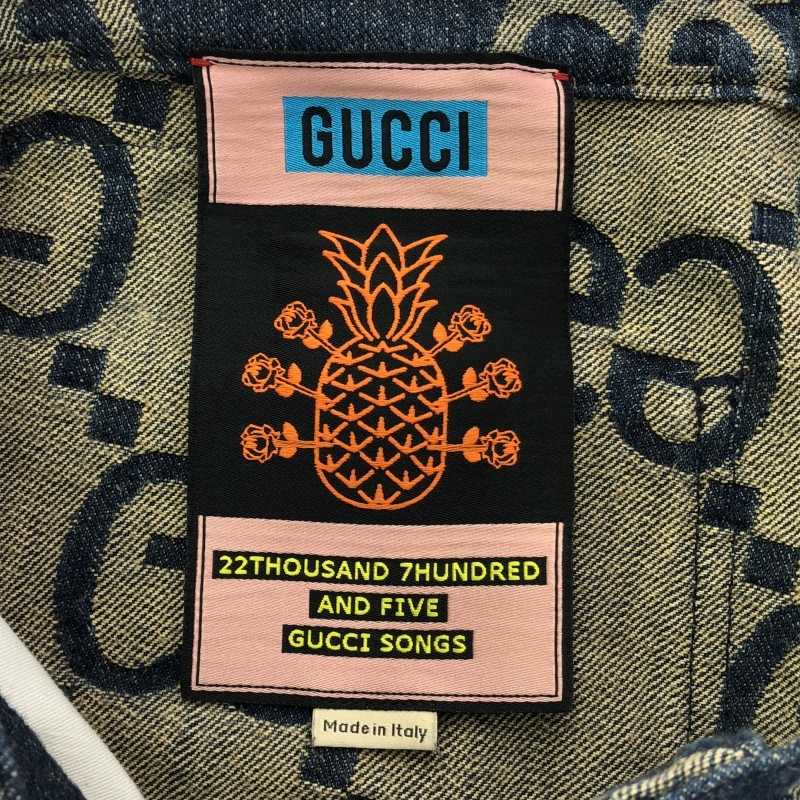 GUCCI
22THOUSAND 7HUNDRED
AND FIVE
GUCCI SONGS
Made in Italy